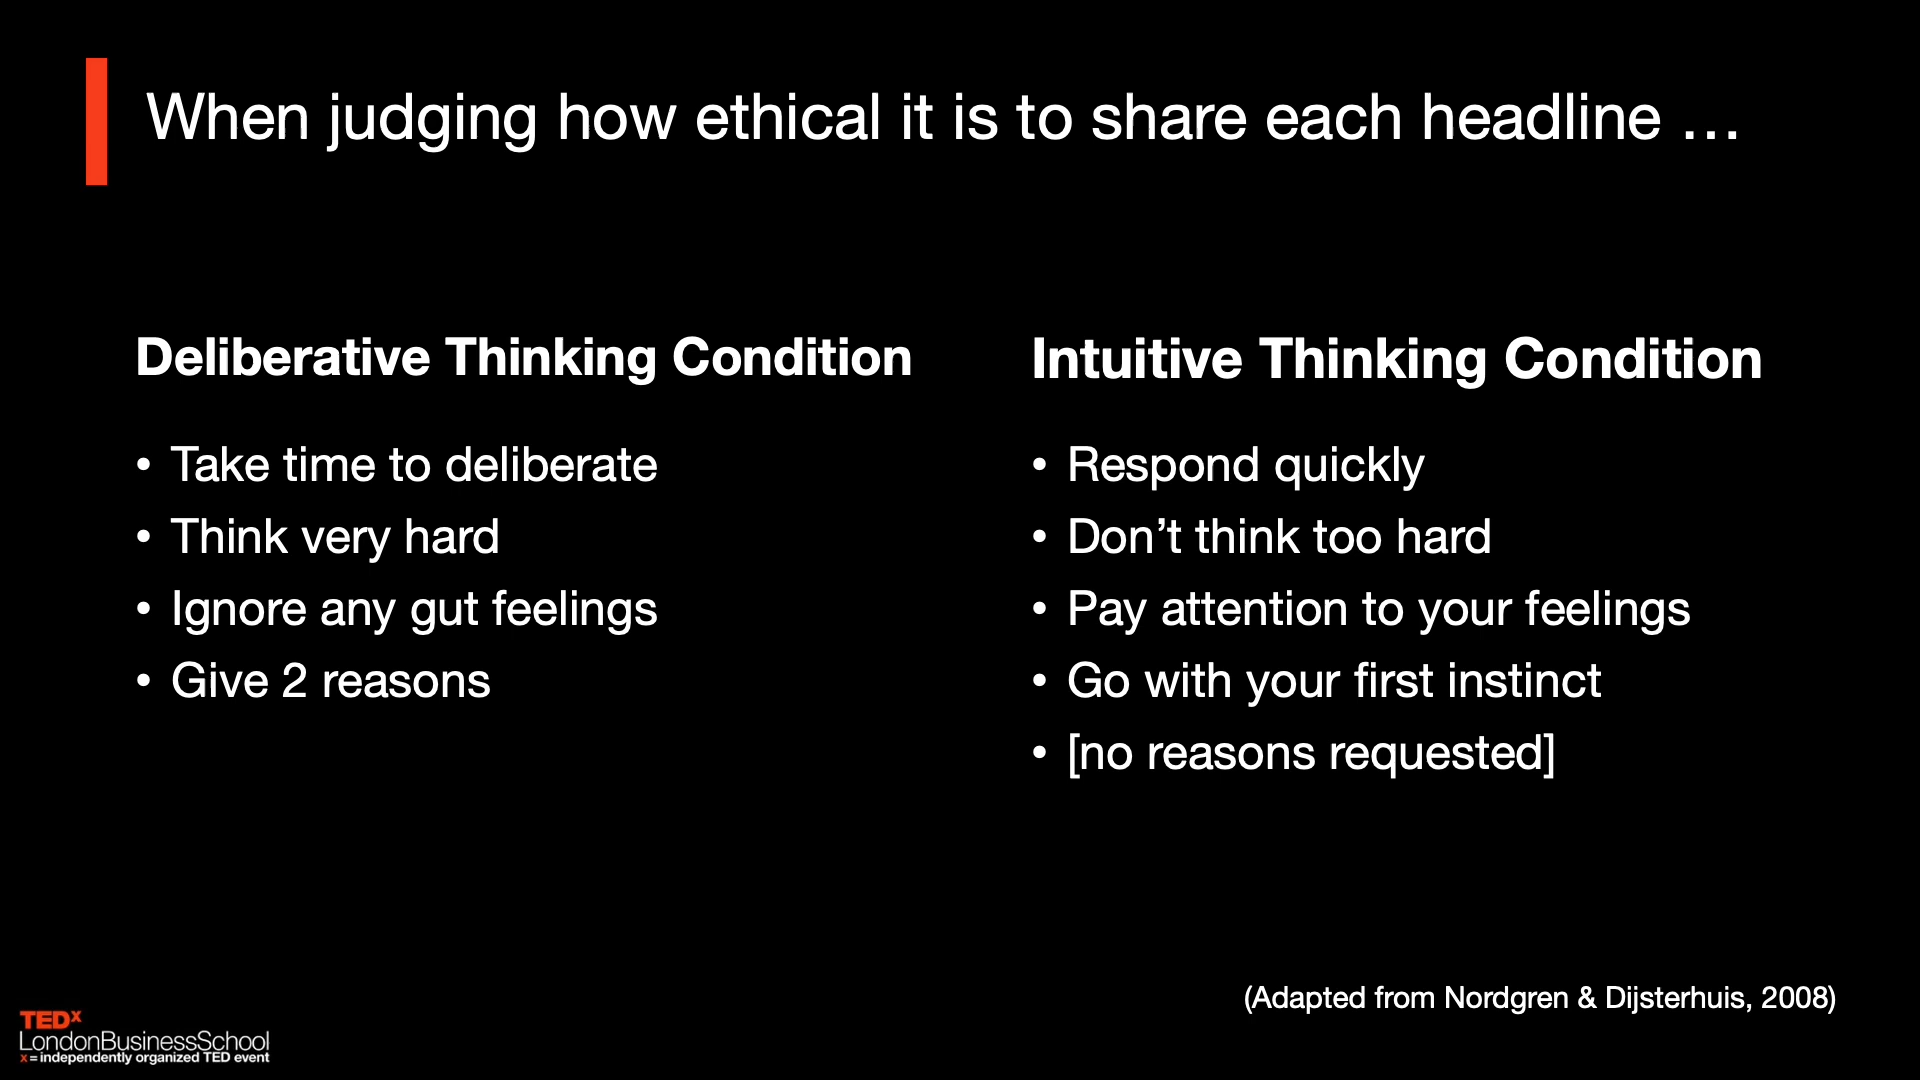 When judging how ethical it is to share each headline …
Deliberative Thinking Condition
• Take time to deliberate
• Think very hard
• Ignore any gut feelings
• Give 2 reasons
Intuitive Thinking Condition
• Respond quickly
• Don’t think too hard
• Pay attention to your feelings
• Go with your first instinct
• [no reasons requested]
(Adapted from Nordgren & Dijsterhuis, 2008)
TEDx
LondonBusinessSchool
x = independently organized TED event